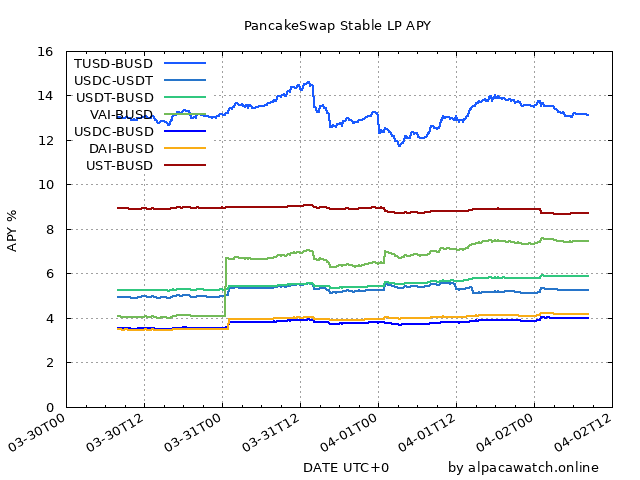 PancakeSwap Stable LP APY
16
14
12
10
8
6
4
2
0
APY %
TUSD-BUSD
USDC-USDT
USDT-BUSD
VAI-BUSD
USDC-BUSD
DAI-BUSD
UST-BUSD
03-30T00
03-30T12
03-31T00
03-31T12
04-01T00
04-01T12
04-02T00
04-02T12
DATE UTC+0
by alpacawatch.online